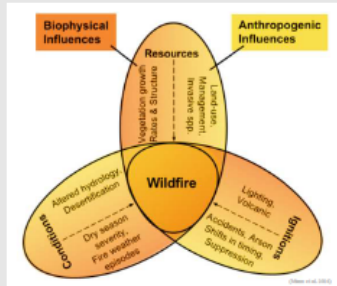 Biophysical
Influences
Anthropogenic
Influences
Resources
Vegetation growth
Rates & Structure
Land-use,
Management,
Invasive spp.
Wildfire
Altered hydrology,
Desertification
Conditions
Dry season
severity,
Fire weather
episodes
Lighting,
Volcanic
Ignitions
Accidents, Arson
Shifts in timing,
Suppression